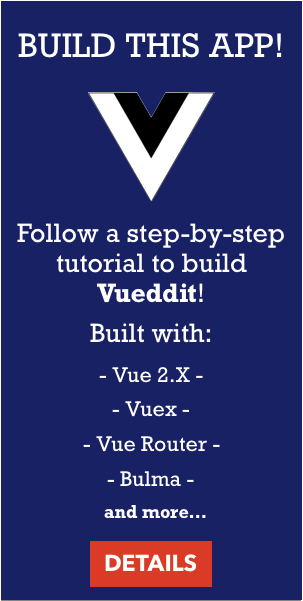 BUILD THIS APP!
Follow a step-by-step
tutorial to build
Vueddit!
Built with:
- Vue 2.X -
- Vuex -
- Vue Router -
- Bulma -
and more...
DETAILS